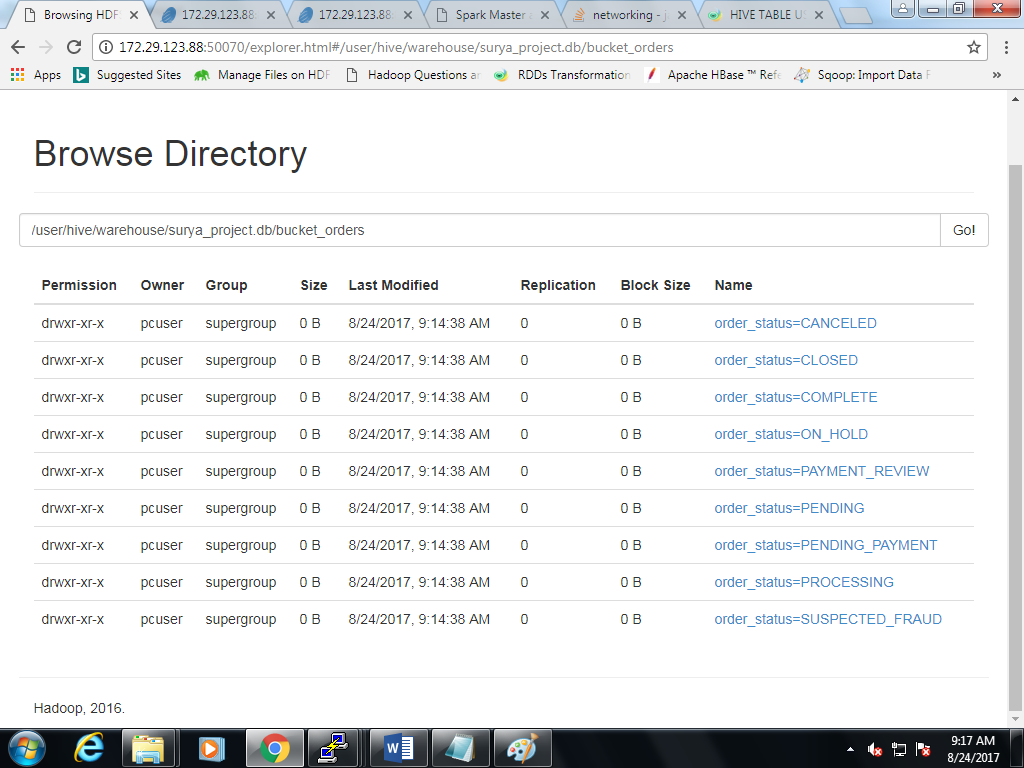 Browsing HDF
172.29.123.88:
172.29.123.88:
Spark Master a
networking - ja
HIVE TABLE US
172.29.123.88:50070/explorer.html#/user/hive/warehouse/surya_project.db/bucket_orders
Apps Suggested Sites Manage Files on HDF Hadoop Questions an RDDs Transformation Apache HBase ™ Refe Sqoop: Import Data F »
Browse Directory
/user/hive/warehouse/surya_project.db/bucket_orders Go!
Permission Owner Group Size Last Modified Replication Block Size Name
drwxr-xr-x pcuser supergroup 0 B 8/24/2017, 9:14:38 AM 0 0 B order_status=CANCELED
drwxr-xr-x pcuser supergroup 0 B 8/24/2017, 9:14:38 AM 0 0 B order_status=CLOSED
drwxr-xr-x pcuser supergroup 0 B 8/24/2017, 9:14:38 AM 0 0 B order_status=COMPLETE
drwxr-xr-x pcuser supergroup 0 B 8/24/2017, 9:14:38 AM 0 0 B order_status=ON_HOLD
drwxr-xr-x pcuser supergroup 0 B 8/24/2017, 9:14:38 AM 0 0 B order_status=PAYMENT_REVIEW
drwxr-xr-x pcuser supergroup 0 B 8/24/2017, 9:14:38 AM 0 0 B order_status=PENDING
drwxr-xr-x pcuser supergroup 0 B 8/24/2017, 9:14:38 AM 0 0 B order_status=PENDING_PAYMENT
drwxr-xr-x pcuser supergroup 0 B 8/24/2017, 9:14:38 AM 0 0 B order_status=PROCESSING
drwxr-xr-x pcuser supergroup 0 B 8/24/2017, 9:14:38 AM 0 0 B order_status=SUSPECTED_FRAUD
Hadoop, 2016.
9:17 AM
8/24/2017